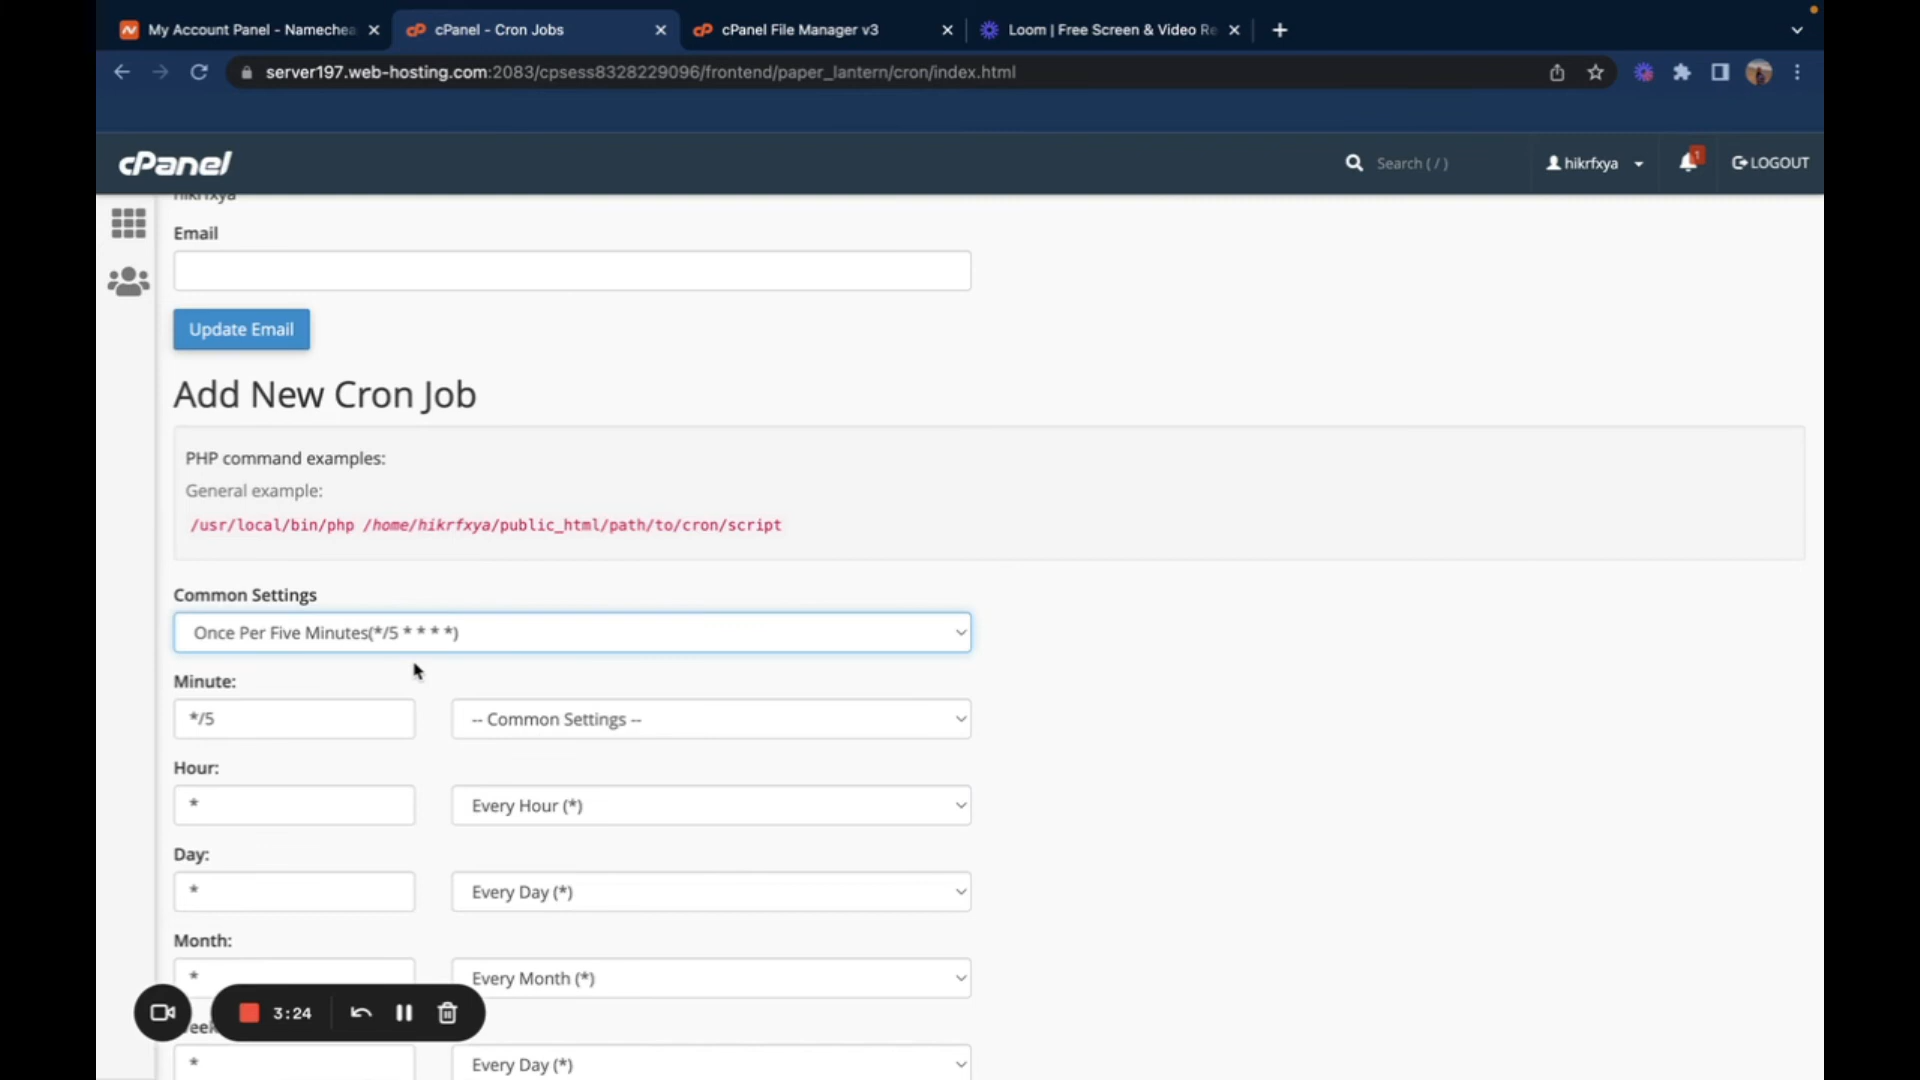 My Account Panel - Namechea
cPanel - Cron Jobs
cPanel File Manager v3
Loom | Free Screen & Video Re
server197.web-hosting.com:2083/cpsess8328229096/frontend/paper_lantern/cron/index.html
cPanel
Search ( / )
hikrfxya
1
LOGOUT
hikrfxya
Email
Update Email
Add New Cron Job
PHP command examples:
General example:
/usr/local/bin/php /home/hikrfxya/public_html/path/to/cron/script
Common Settings
Once Per Five Minutes(*/5 * * * *)
Minute:
*/5
-- Common Settings --
Hour:
*
Every Hour (*)
Day:
*
Every Day (*)
Month:
*
Every Month (*)
3:24
eek
*
Every Day (*)